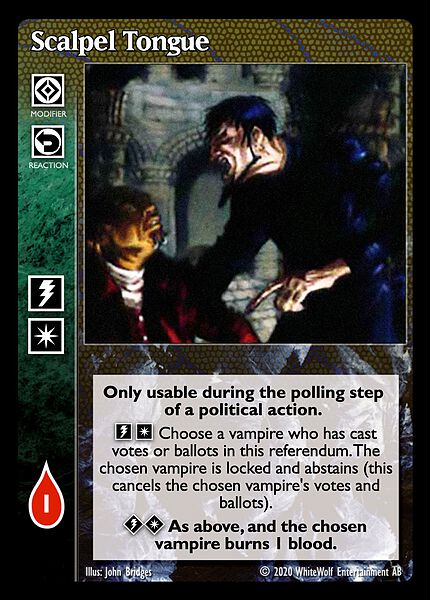 Scalpel Tongue
MODIFIER
REACTION
Only usable during the polling step
of a political action.
Choose a vampire who has cast
votes or ballots in this referendum. The
chosen vampire is locked and abstains (this
cancels the chosen vampire's votes and
ballots).
As above, and the chosen
vampire burns 1 blood.
1
Illus: John Bridges © 2020 WhiteWolf Entertainment AB